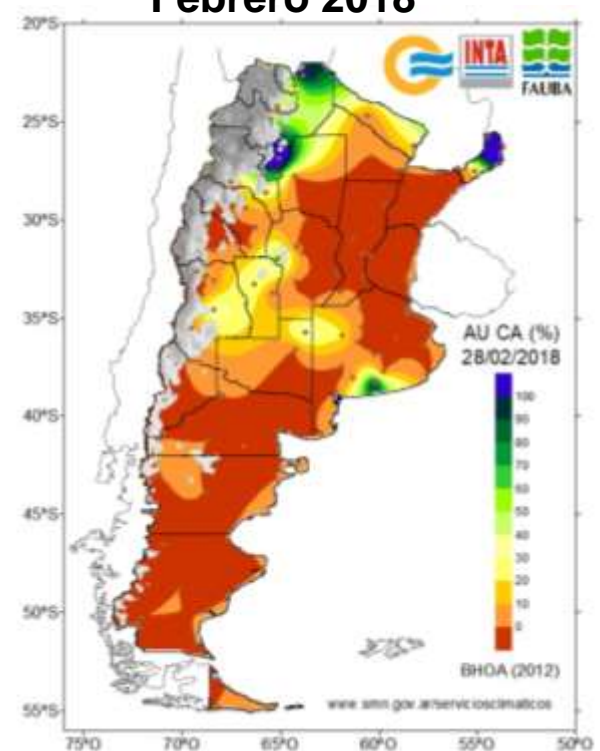 Febrero 2018
20°S
25°S
30°S
35°S
40°S
45°S
50°S
55°S
INTA
FAUBA
AU CA (%)
28/02/2018
100
90
80
70
60
50
40
30
20
10
0
BHOA (2012)
www.smn.gov.ar/serviciosclimaticos
75°O
70°O
65°O
60°O
55°O
50°O